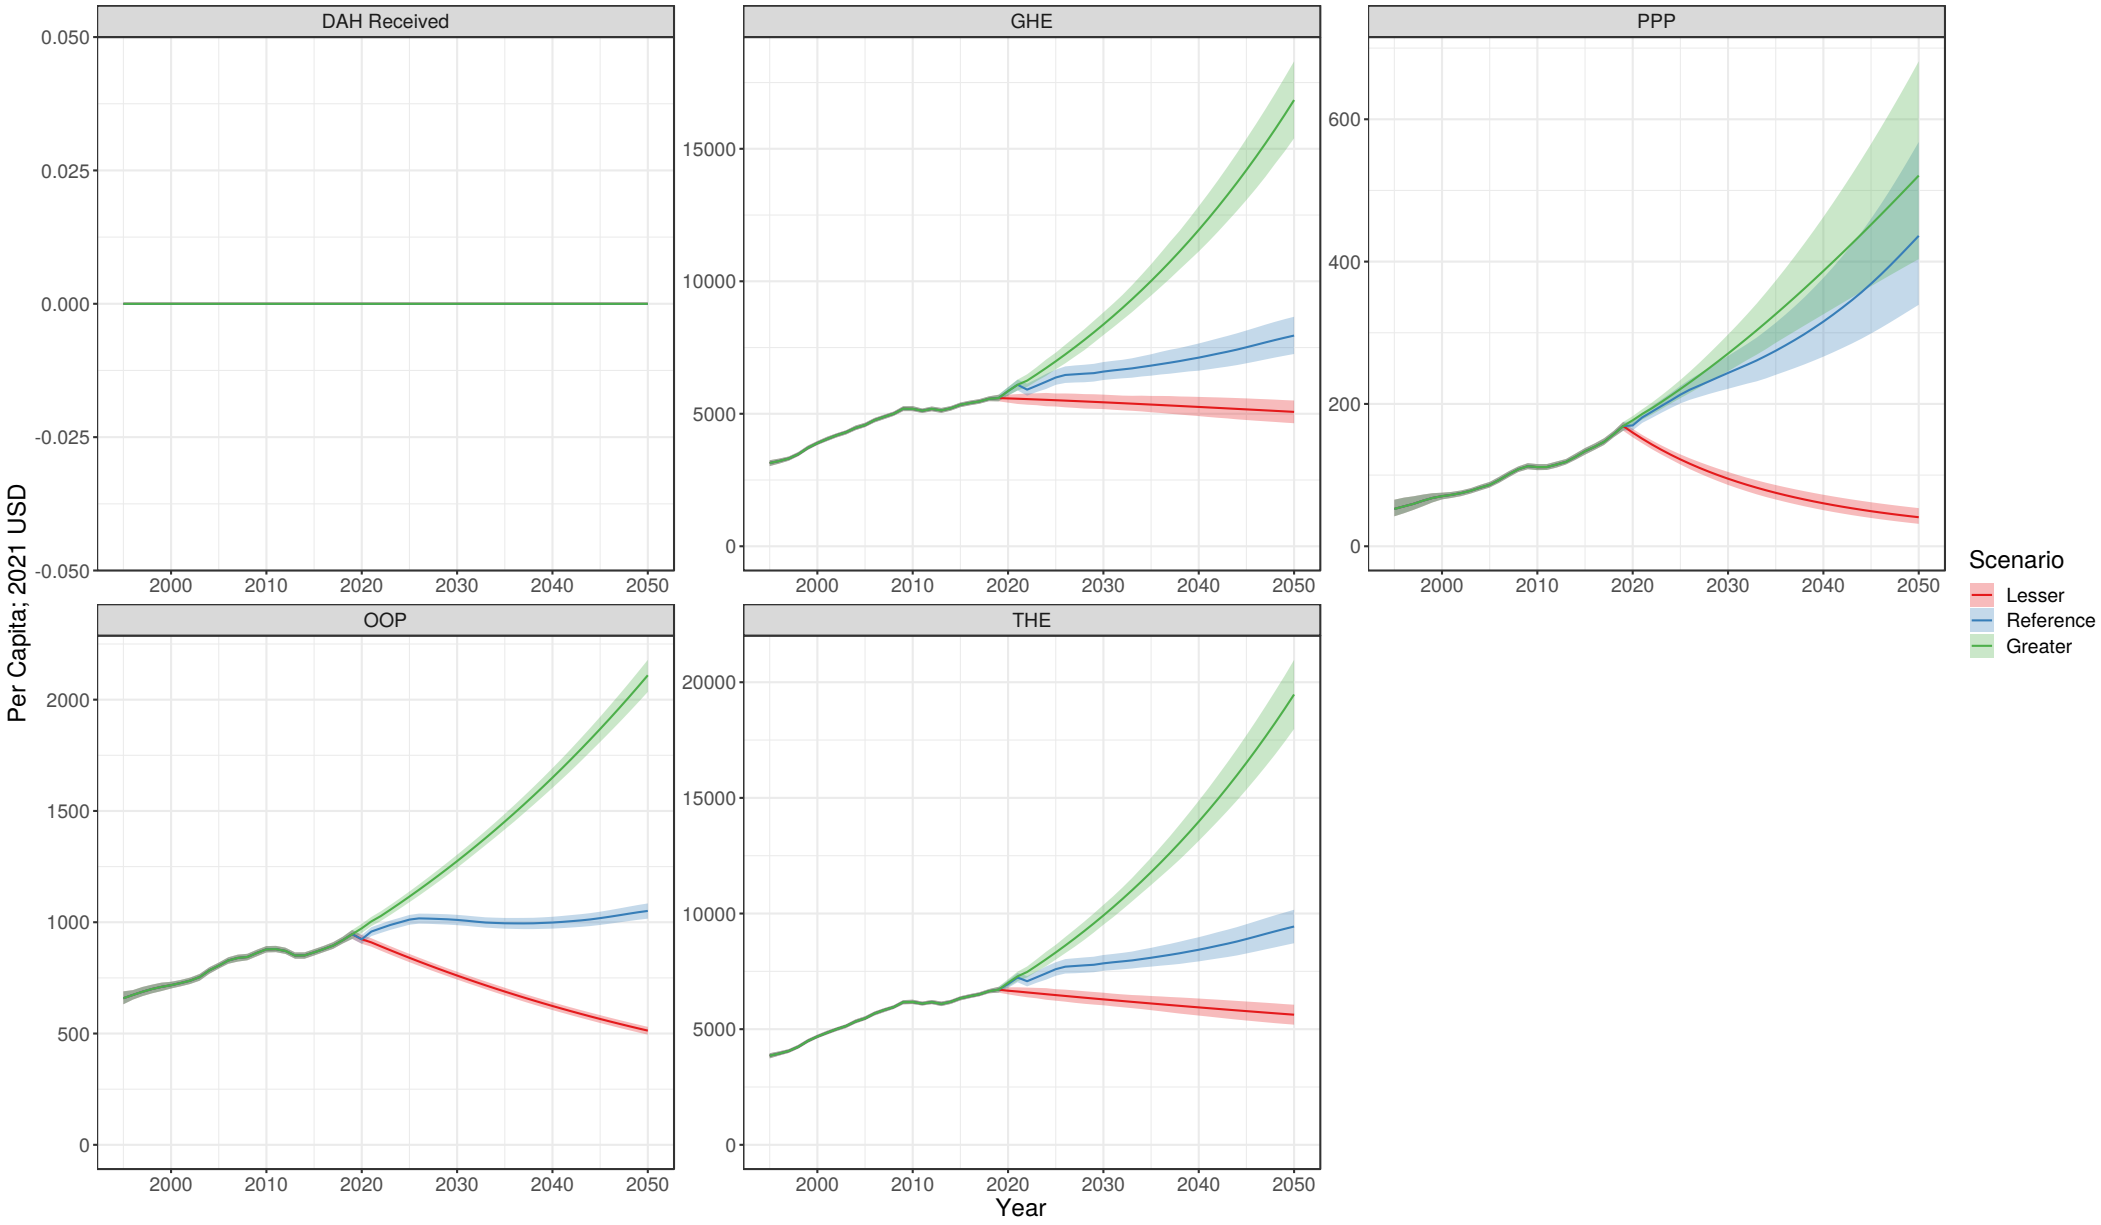 DAH Received
GHE
PPP
0.050
0.025
0.000
-0.025
-0.050
15000
10000
5000
0
600
400
200
0
2000 2010 2020 2030 2040 2050
2000 2010 2020 2030 2040 2050
2000 2010 2020 2030 2040 2050
Per Capita; 2021 USD
OOP
THE
2000
1500
1000
500
0
20000
15000
10000
5000
0
2000 2010 2020 2030 2040 2050
2000 2010 2020 2030 2040 2050
Year
Scenario
Lesser
Reference
Greater